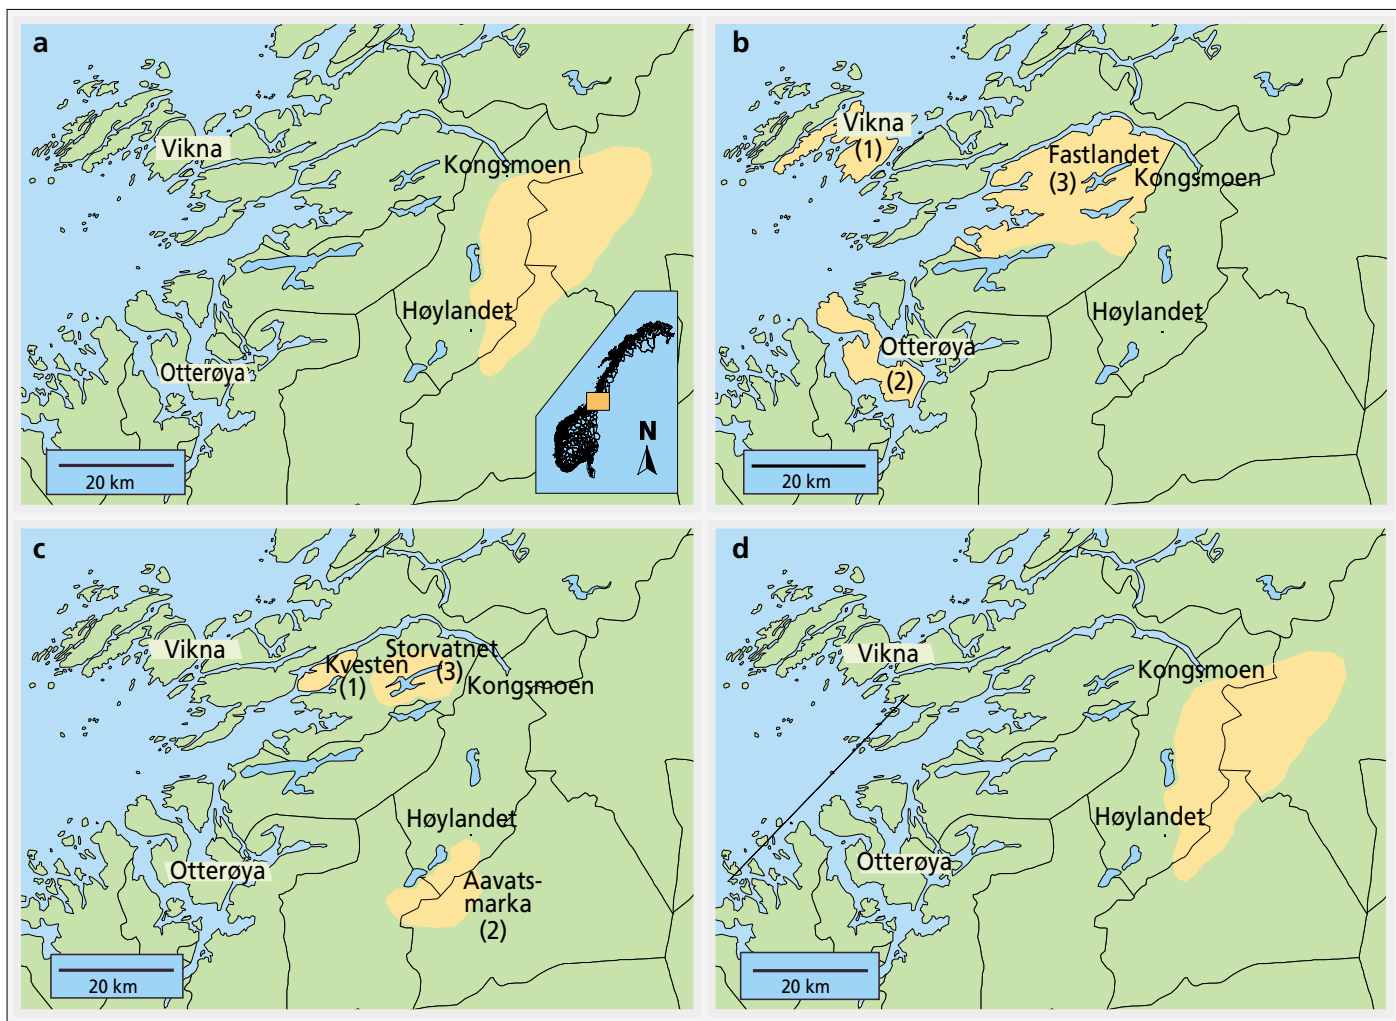 a
Vikna
Kongsmoen
Høylandet
Otterøya
N
20 km
b
Vikna
(1)
Fastlandet
(3)
Kongsmoen
Høylandet
Otterøya
(2)
20 km
c
Vikna
Kvesten
(1)
Storvatnet
(3)
Kongsmoen
Høylandet
Otterøya
Aavats-
marka
(2)
20 km
d
Vikna
Kongsmoen
Høylandet
Otterøya
20 km